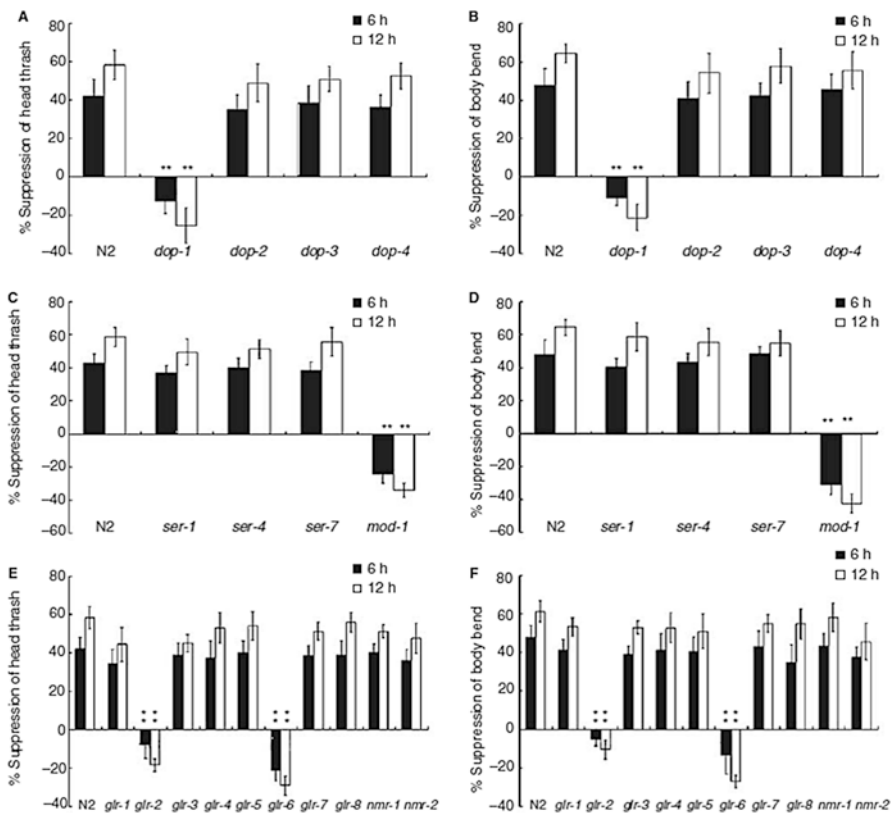 A
6 h
12 h
% Suppression of head thrash
80
60
40
20
0
–20
–40
** **
N2 dop-1 dop-2 dop-3 dop-4
B
6 h
12 h
% Suppression of body bend
80
60
40
20
0
–20
–40
** **
N2 dop-1 dop-2 dop-3 dop-4
C
6 h
12 h
% Suppression of head thrash
80
60
40
20
0
–20
–40
–60
** **
N2 ser-1 ser-4 ser-7 mod-1
D
6 h
12 h
% Suppression of body bend
80
60
40
20
0
–20
–40
–60
** **
N2 ser-1 ser-4 ser-7 mod-1
E
6 h
12 h
% Suppression of head thrash
80
60
40
20
0
–20
–40
** **
** **
N2 glr-1 glr-2 glr-3 glr-4 glr-5 glr-6 glr-7 glr-8 nmr-1 nmr-2
F
6 h
12 h
% Suppression of body bend
80
60
40
20
0
–20
–40
** **
** **
N2 glr-1 glr-2 glr-3 glr-4 glr-5 glr-6 glr-7 glr-8 nmr-1 nmr-2